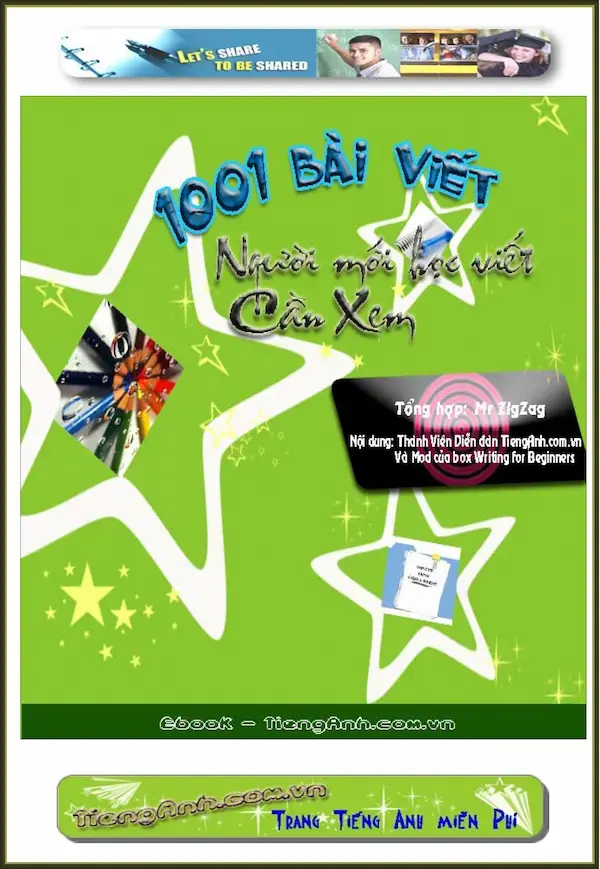 LET'S SHARE
TO BE SHARED
1001 BÀI VIẾT
Người mới học viết
Cần Xem
Tổng hợp: Mr ZigZag
Nội dung: Thành Viên Diễn đàn TiengAnh.com.vn
Và Mod của box Writing for Beginners
Ebook - TiengAnh.com.vn
TiengAnh.com.vn
TRANG TIẾNG ANH MIỄN PHÍ